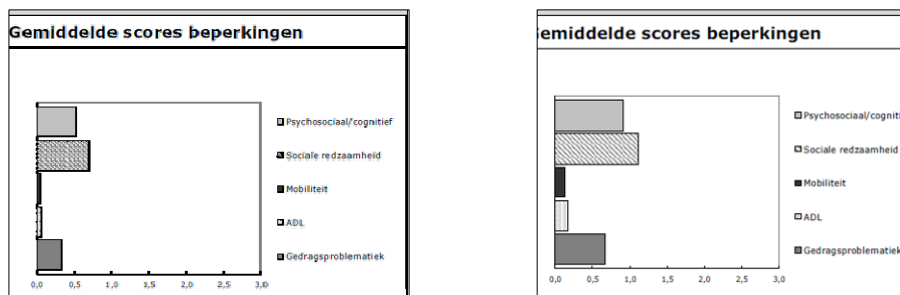 Gemiddelde scores beperkingen
Psychosociaal/cognitief
Sociale redzaamheid
Mobiliteit
ADL
Gedragsproblematiek
0,0 0,5 1,0 1,5 2,0 2,5 3,0
emiddelde scores beperkingen
Psychosociaal/cogniti
Sociale redzaamheid
Mobiliteit
ADL
Gedragsproblematiek
0,0 0,5 1,0 1,5 2,0 2,5 3,0